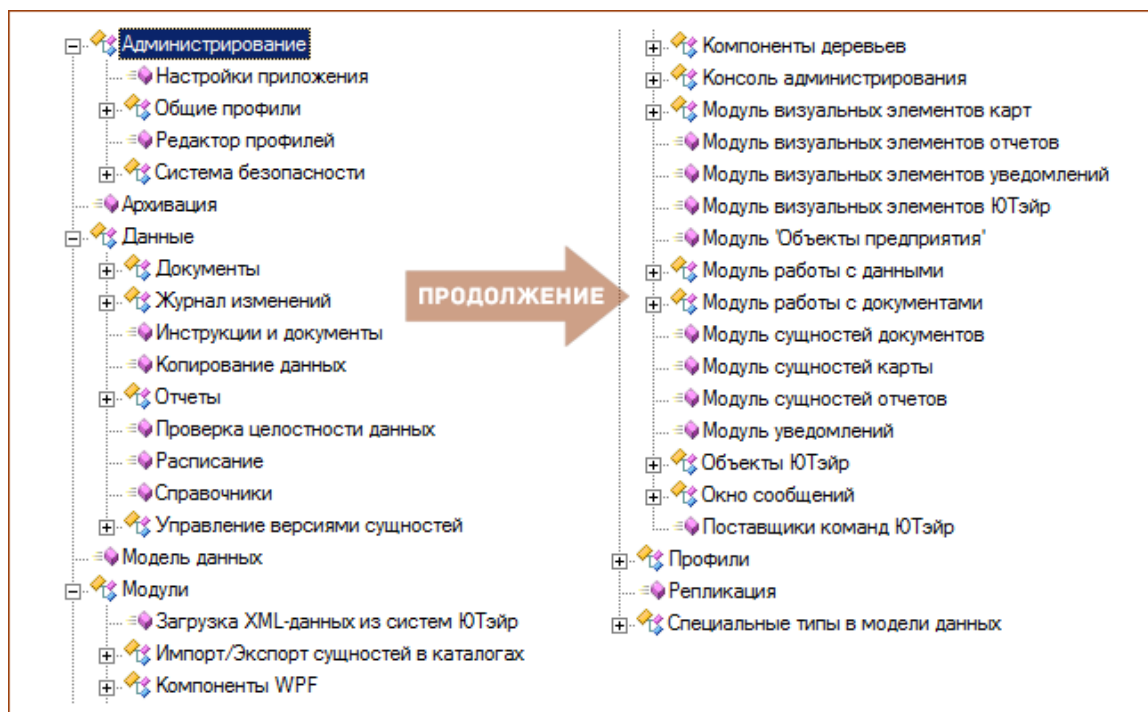 Администрирование
Настройки приложения
Общие профили
Редактор профилей
Система безопасности
Архивация
Данные
Документы
Журнал изменений
Инструкции и документы
Копирование данных
Отчеты
Проверка целостности данных
Расписание
Справочники
Управление версиями сущностей
Модель данных
Модули
Загрузка XML-данных из систем ЮТэйр
Импорт/Экспорт сущностей в каталогах
Компоненты WPF
ПРОДОЛЖЕНИЕ
Компоненты деревьев
Консоль администрирования
Модуль визуальных элементов карт
Модуль визуальных элементов отчетов
Модуль визуальных элементов уведомлений
Модуль визуальных элементов ЮТэйр
Модуль 'Объекты предприятия'
Модуль работы с данными
Модуль работы с документами
Модуль сущностей документов
Модуль сущностей карты
Модуль сущностей отчетов
Модуль уведомлений
Объекты ЮТэйр
Окно сообщений
Поставщики команд ЮТэйр
Профили
Репликация
Специальные типы в модели данных